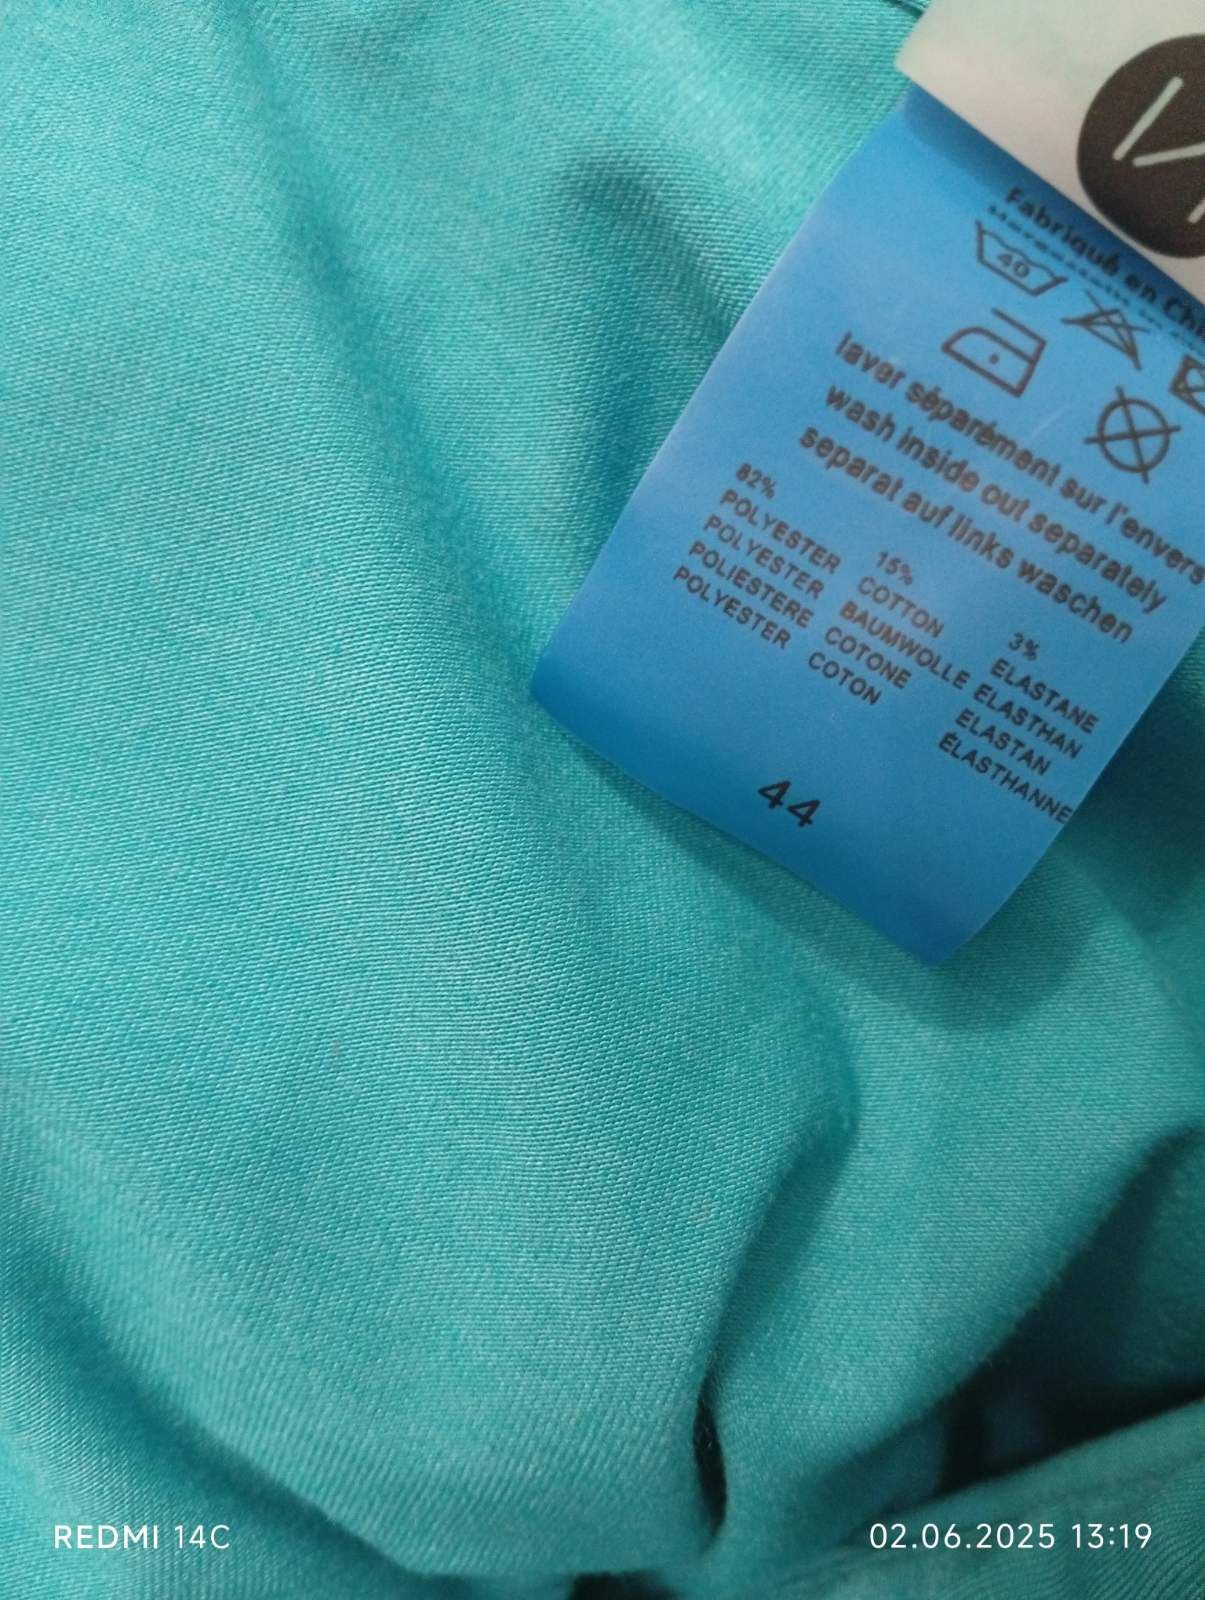 Fabriqué en
40
laver séparément sur l'envers
wash inside out separately
separat auf links waschen
82% 15% 3%
POLYESTER COTTON ELASTANE
POLYESTER BAUMWOLLE ELASTHAN
POLIESTERE COTONE ELASTAN
POLYESTER COTON ÉLASTHANNE
44
REDMI 14C
02.06.2025 13:19